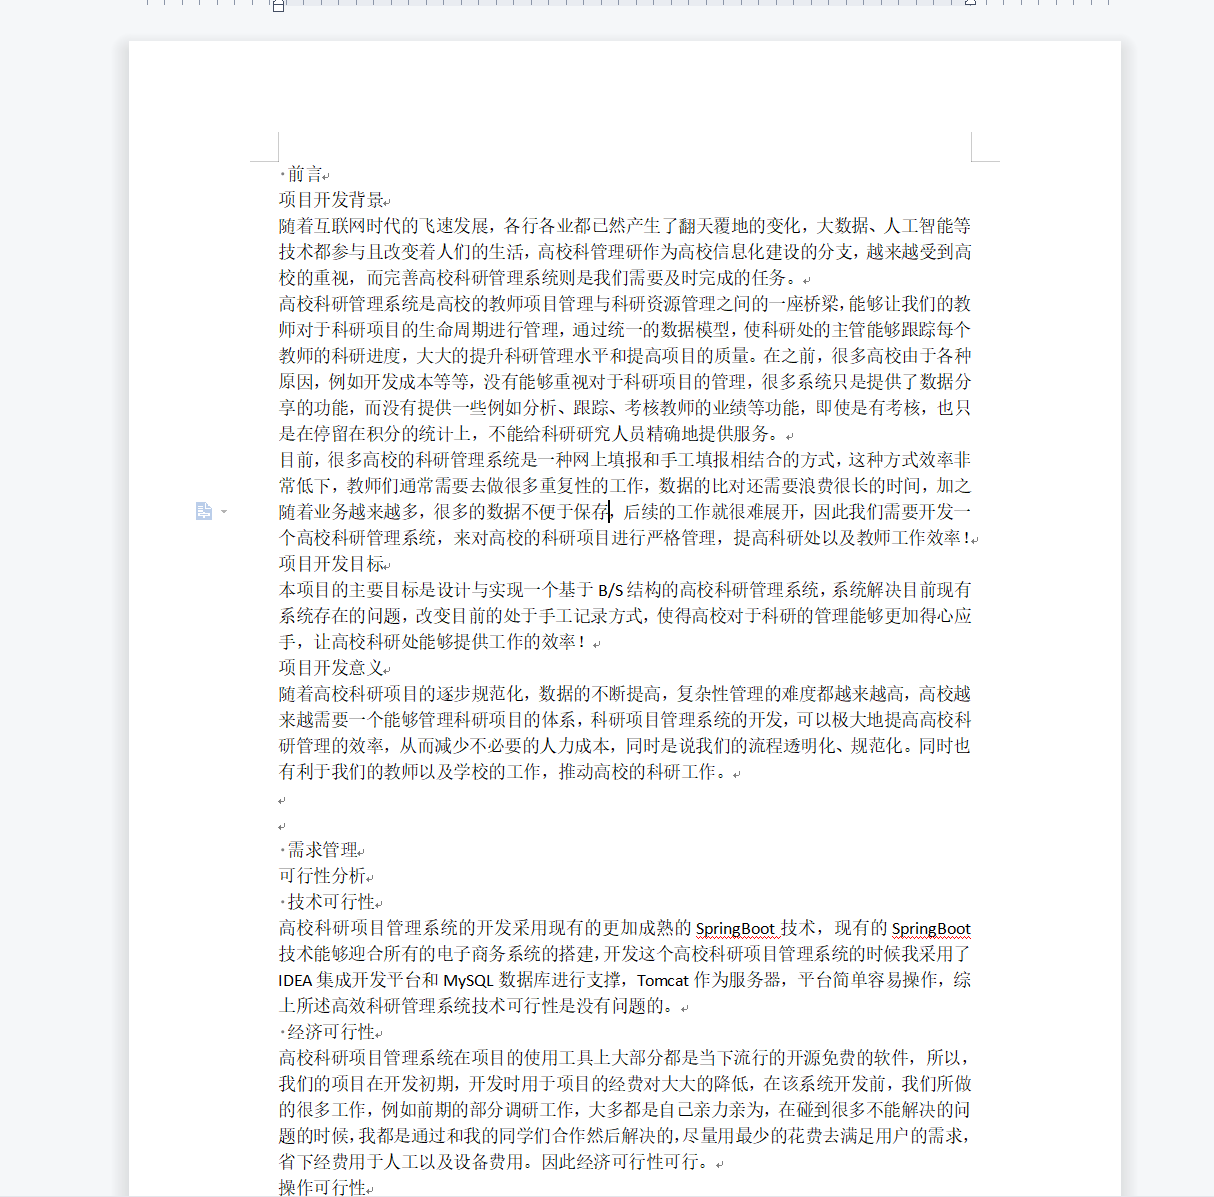 ·前言
项目开发背景
随着互联网时代的飞速发展，各行各业都已然产生了翻天覆地的变化，大数据、人工智能等
技术都参与且改变着人们的生活，高校科管理研作为高校信息化建设的分支，越来越受到高
校的重视，而完善高校科研管理系统则是我们需要及时完成的任务。
高校科研管理系统是高校的教师项目管理与科研资源管理之间的一座桥梁，能够让我们的教
师对于科研项目的生命周期进行管理，通过统一的数据模型，使科研处的主管能够跟踪每个
教师的科研进度，大大的提升科研管理水平和提高项目的质量。在之前，很多高校由于各种
原因，例如开发成本等等，没有能够重视对于科研项目的管理，很多系统只是提供了数据分
享的功能，而没有提供一些例如分析、跟踪、考核教师的业绩等功能，即使是有考核，也只
是在停留在积分的统计上，不能给科研研究人员精确地提供服务。
目前，很多高校的科研管理系统是一种网上填报和手工填报相结合的方式，这种方式效率非
常低下，教师们通常需要去做很多重复性的工作，数据的比对还需要浪费很长的时间，加之
随着业务越来越多，很多的数据不便于保存，后续的工作就很难展开，因此我们需要开发一
个高校科研管理系统，来对高校的科研项目进行严格管理，提高科研处以及教师工作效率！
项目开发目标
本项目的主要目标是设计与实现一个基于 B/S 结构的高校科研管理系统，系统解决目前现有
系统存在的问题，改变目前的处于手工记录方式，使得高校对于科研的管理能够更加得心应
手，让高校科研处能够提供工作的效率！
项目开发意义
随着高校科研项目的逐步规范化，数据的不断提高，复杂性管理的难度都越来越高，高校越
来越需要一个能够管理科研项目的体系，科研项目管理系统的开发，可以极大地提高高校科
研管理的效率，从而减少不必要的人力成本，同时是说我们的流程透明化、规范化。同时也
有利于我们的教师以及学校的工作，推动高校的科研工作。
·需求管理
可行性分析
·技术可行性
高校科研项目管理系统的开发采用现有的更加成熟的 SpringBoot 技术，现有的 SpringBoot
技术能够迎合所有的电子商务系统的搭建，开发这个高校科研项目管理系统的时候我采用了
IDEA 集成开发平台和 MySQL 数据库进行支撑，Tomcat 作为服务器，平台简单容易操作，综
上所述高效科研管理系统技术可行性是没有问题的。
·经济可行性
高校科研项目管理系统在项目的使用工具上大部分都是当下流行的开源免费的软件，所以，
我们的项目在开发初期，开发时用于项目的经费对大大的降低，在该系统开发前，我们所做
的很多工作，例如前期的部分调研工作，大多都是自己亲力亲为，在碰到很多不能解决的问
题的时候，我都是通过和我的同学们合作然后解决的，尽量用最少的花费去满足用户的需求，
省下经费用于人工以及设备费用。因此经济可行性可行。
操作可行性